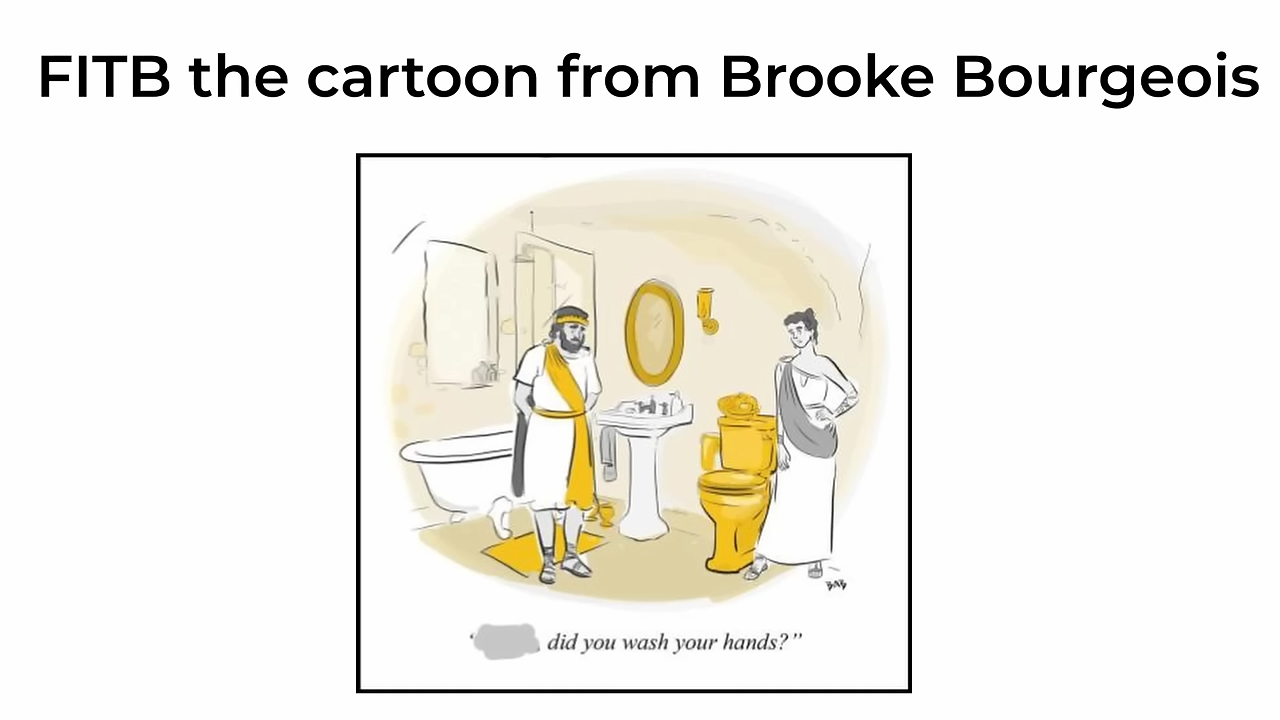 FITB the cartoon from Brooke Bourgeois
BAB
“ , did you wash your hands?”